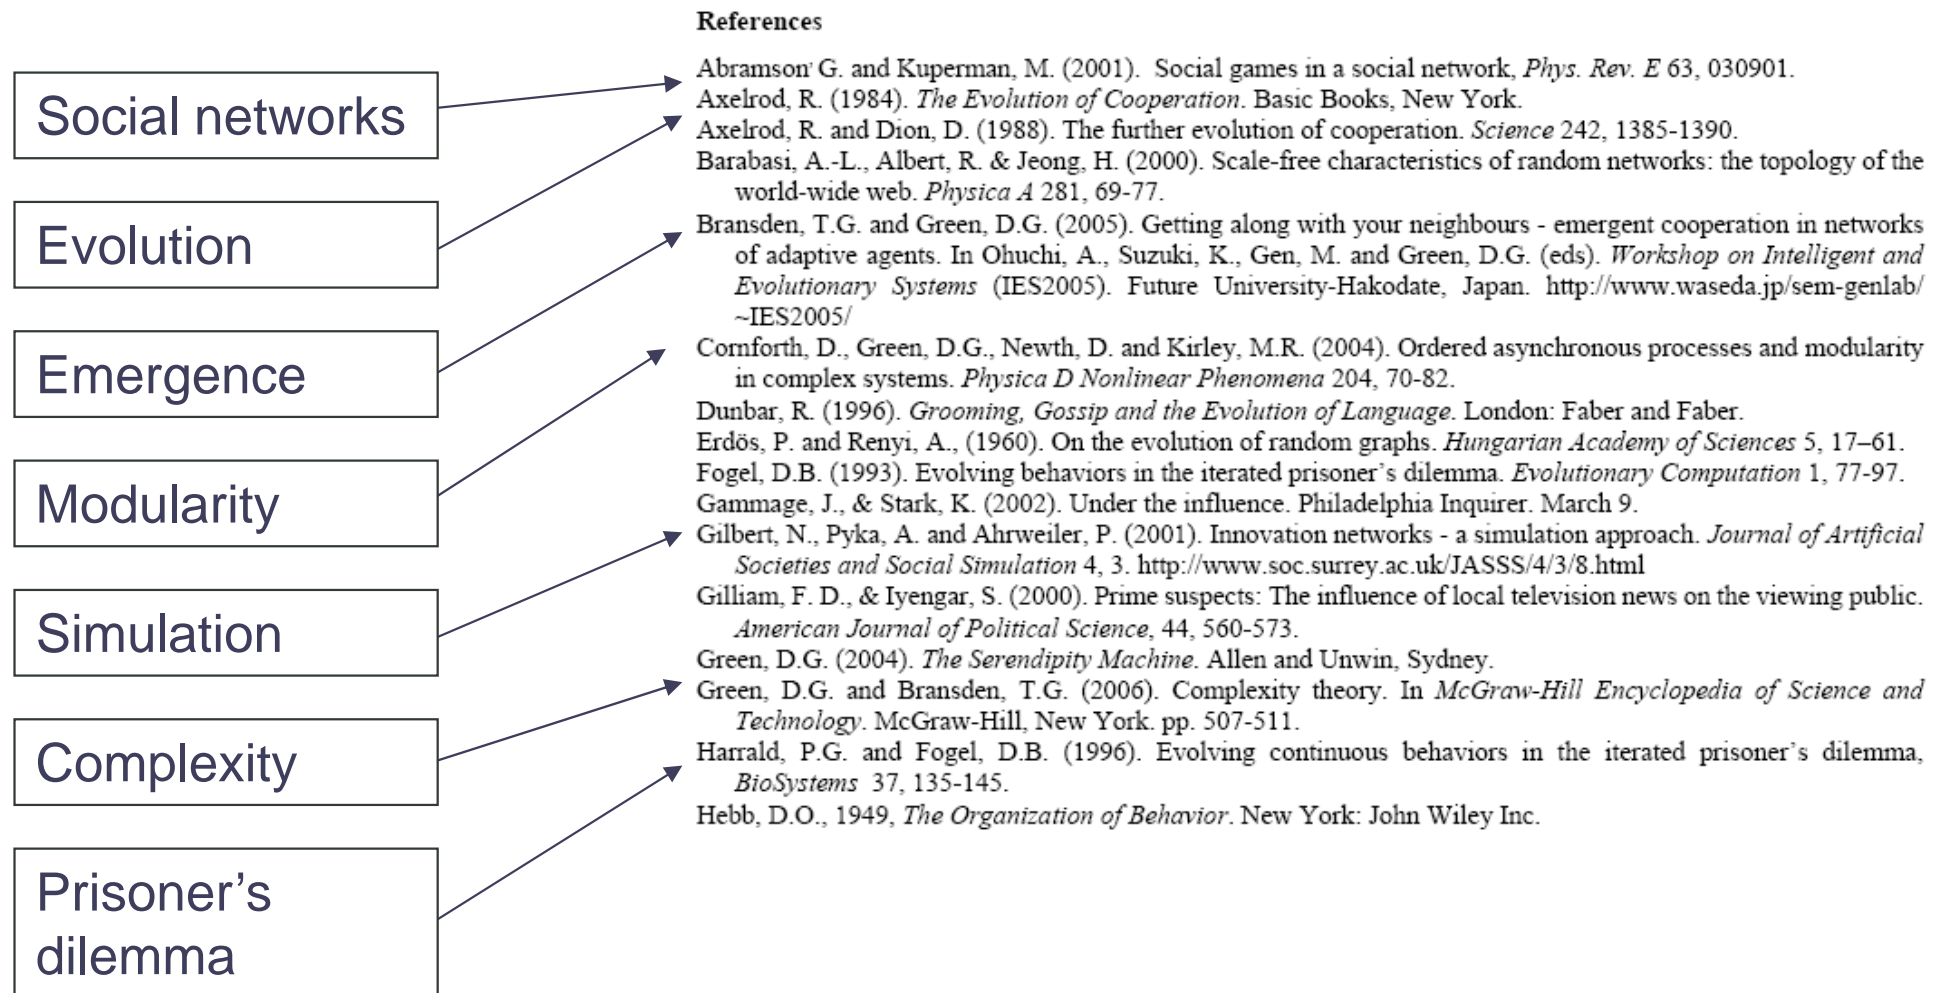 Social networks
Evolution
Emergence
Modularity
Simulation
Complexity
Prisoner’s
dilemma
References
Abramson, G. and Kuperman, M. (2001). Social games in a social network, Phys. Rev. E 63, 030901.
Axelrod, R. (1984). The Evolution of Cooperation. Basic Books, New York.
Axelrod, R. and Dion, D. (1988). The further evolution of cooperation. Science 242, 1385-1390.
Barabasi, A.-L., Albert, R. & Jeong, H. (2000). Scale-free characteristics of random networks: the topology of the
world-wide web. Physica A 281, 69-77.
Bransden, T.G. and Green, D.G. (2005). Getting along with your neighbours - emergent cooperation in networks
of adaptive agents. In Ohuchi, A., Suzuki, K., Gen, M. and Green, D.G. (eds). Workshop on Intelligent and
Evolutionary Systems (IES2005). Future University-Hakodate, Japan. http://www.waseda.jp/sem-genlab/
~IES2005/
Cornforth, D., Green, D.G., Newth, D. and Kirley, M.R. (2004). Ordered asynchronous processes and modularity
in complex systems. Physica D Nonlinear Phenomena 204, 70-82.
Dunbar, R. (1996). Grooming, Gossip and the Evolution of Language. London: Faber and Faber.
Erdös, P. and Renyi, A., (1960). On the evolution of random graphs. Hungarian Academy of Sciences 5, 17–61.
Fogel, D.B. (1993). Evolving behaviors in the iterated prisoner’s dilemma. Evolutionary Computation 1, 77-97.
Gammage, J., & Stark, K. (2002). Under the influence. Philadelphia Inquirer. March 9.
Gilbert, N., Pyka, A. and Ahrweiler, P. (2001). Innovation networks - a simulation approach. Journal of Artificial
Societies and Social Simulation 4, 3. http://www.soc.surrey.ac.uk/JASSS/4/3/8.html
Gilliam, F. D., & Iyengar, S. (2000). Prime suspects: The influence of local television news on the viewing public.
American Journal of Political Science, 44, 560-573.
Green, D.G. (2004). The Serendipity Machine. Allen and Unwin, Sydney.
Green, D.G. and Bransden, T.G. (2006). Complexity theory. In McGraw-Hill Encyclopedia of Science and
Technology. McGraw-Hill, New York. pp. 507-511.
Harrald, P.G. and Fogel, D.B. (1996). Evolving continuous behaviors in the iterated prisoner’s dilemma,
BioSystems 37, 135-145.
Hebb, D.O., 1949, The Organization of Behavior. New York: John Wiley Inc.